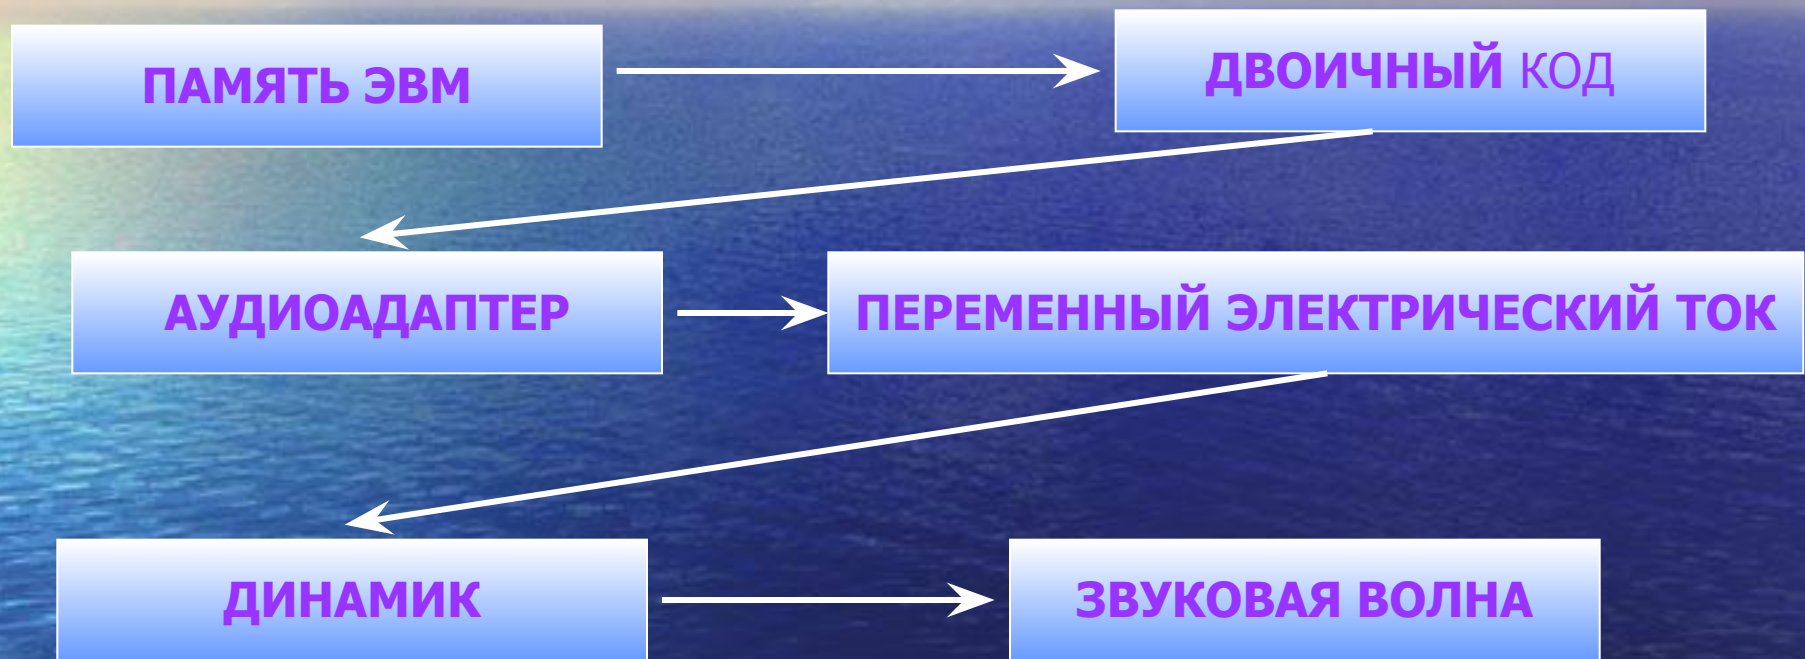 ПАМЯТЬ ЭВМ
ДВОИЧНЫЙ КОД
АУДИОАДАПТЕР
ПЕРЕМЕННЫЙ ЭЛЕКТРИЧЕСКИЙ ТОК
ДИНАМИК
ЗВУКОВАЯ ВОЛНА